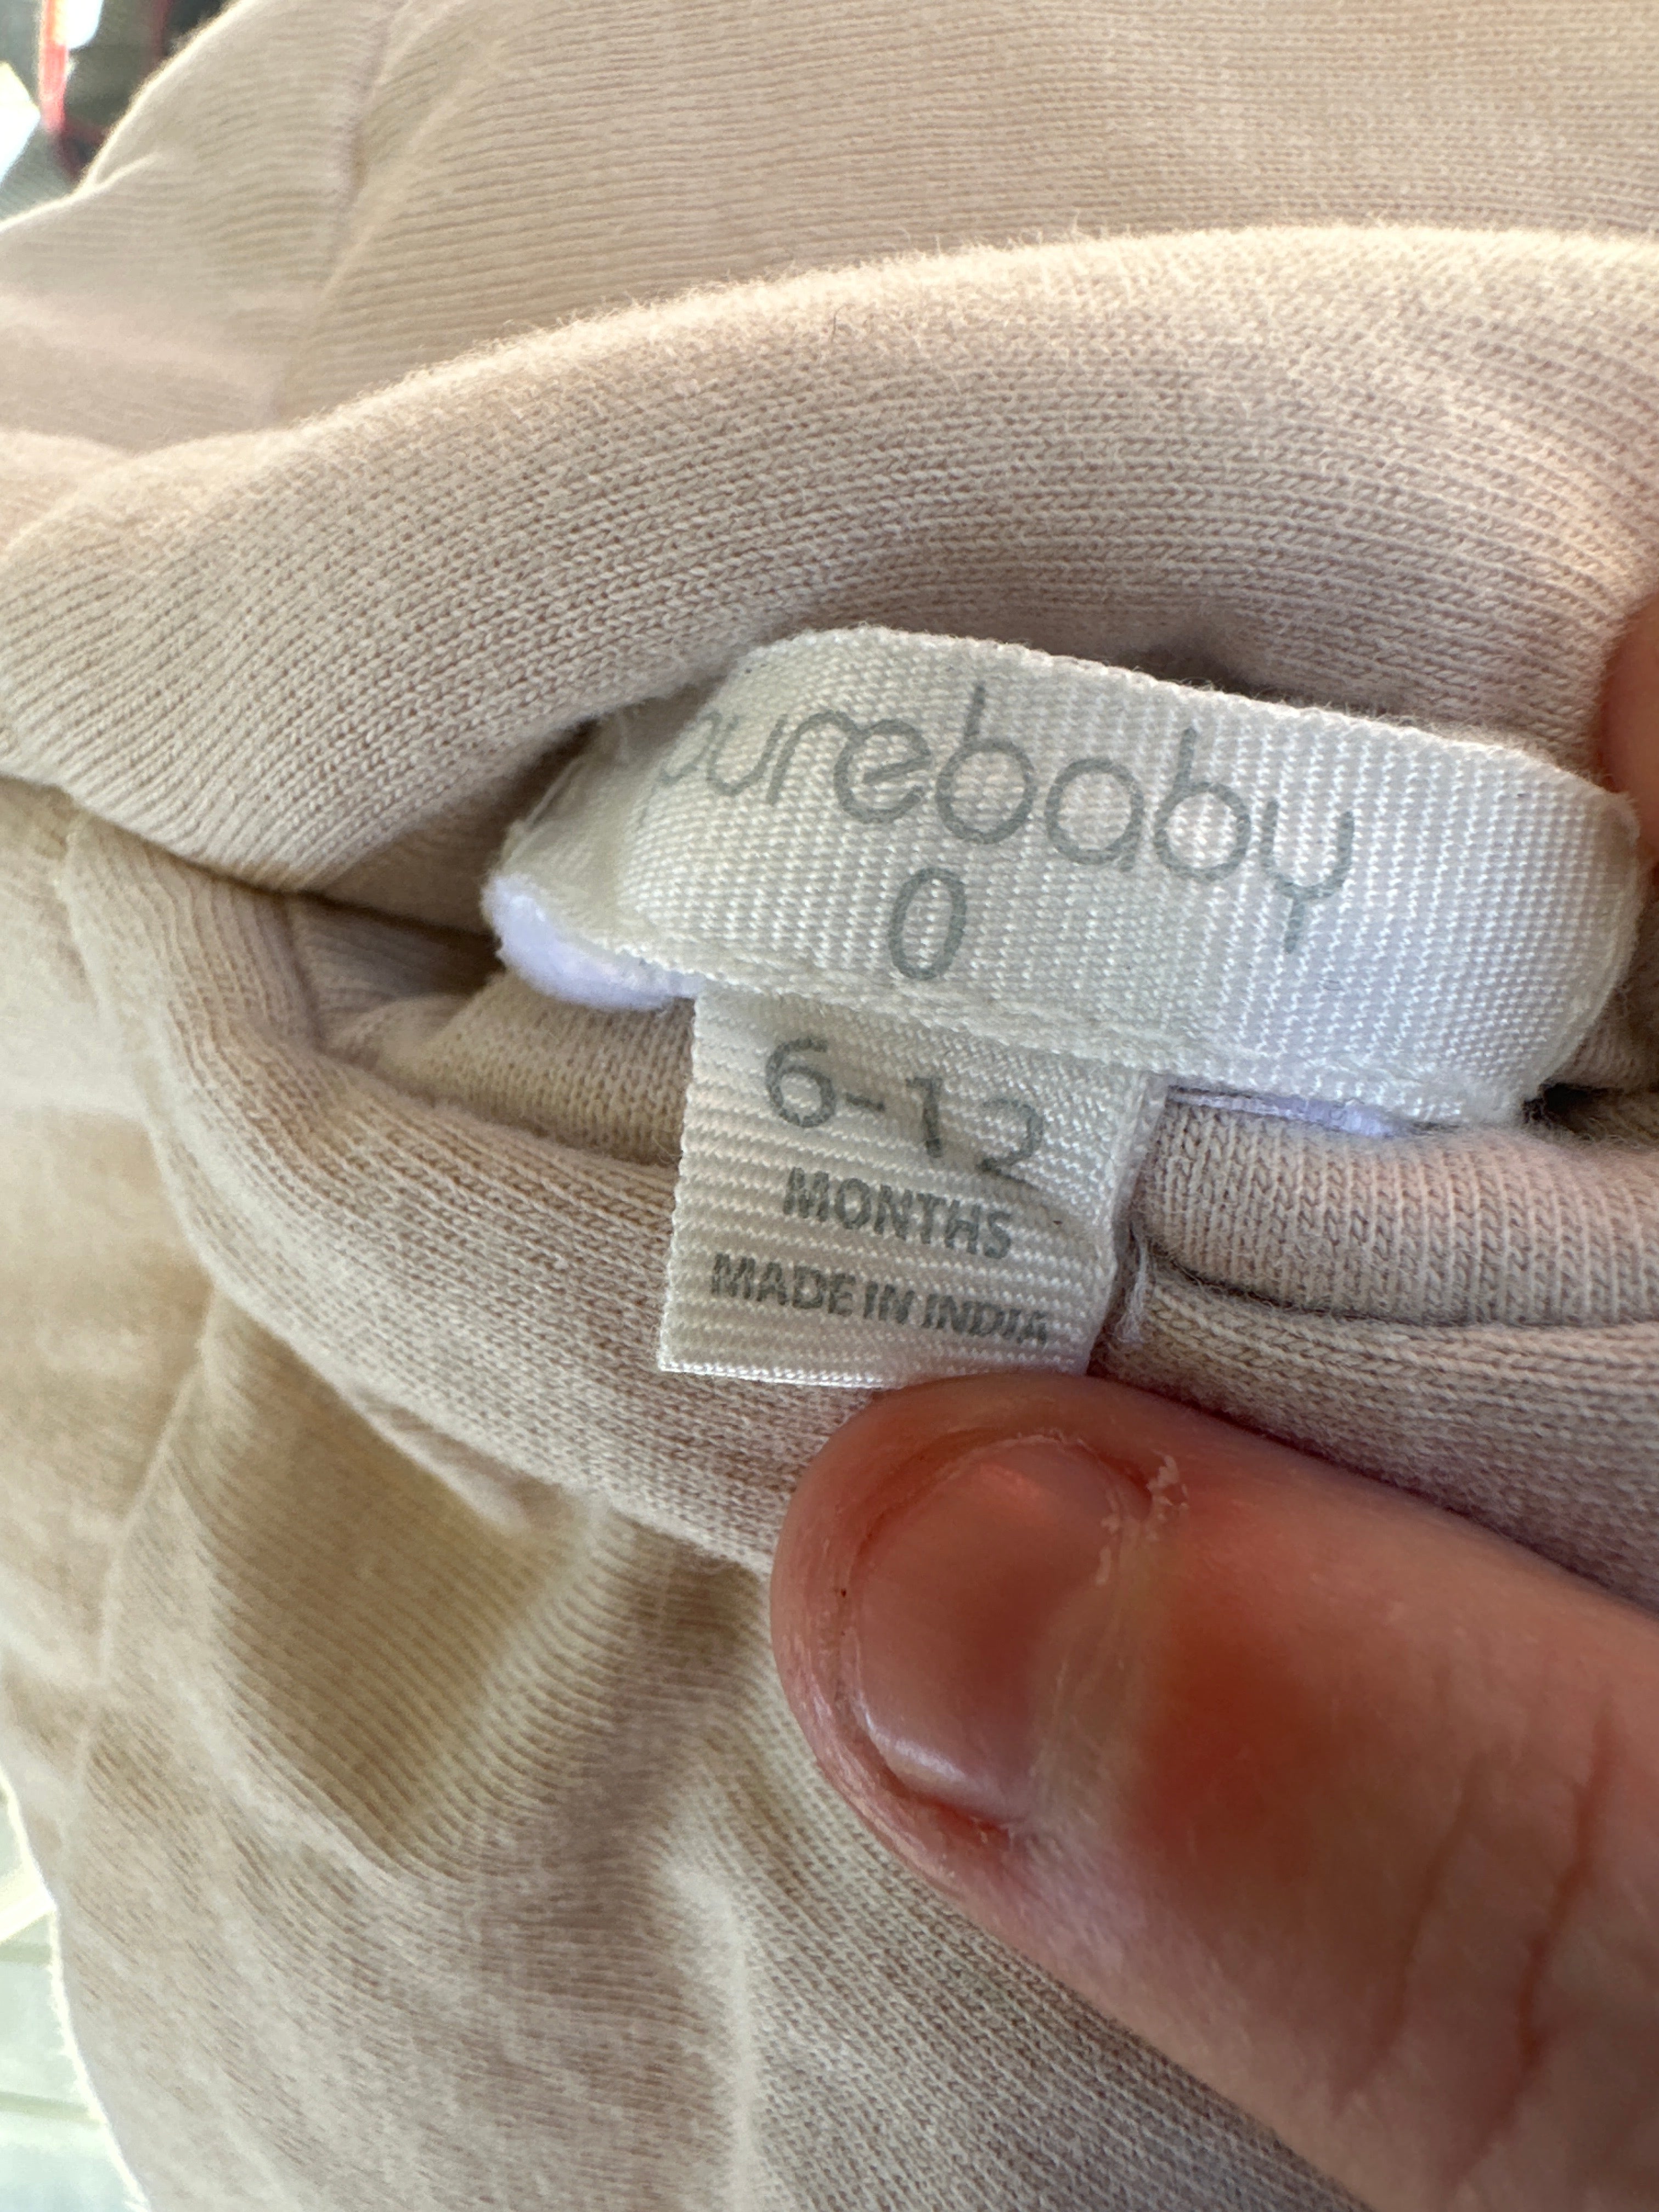 purebaby
0
6-12
MONTHS
MADE IN INDIA